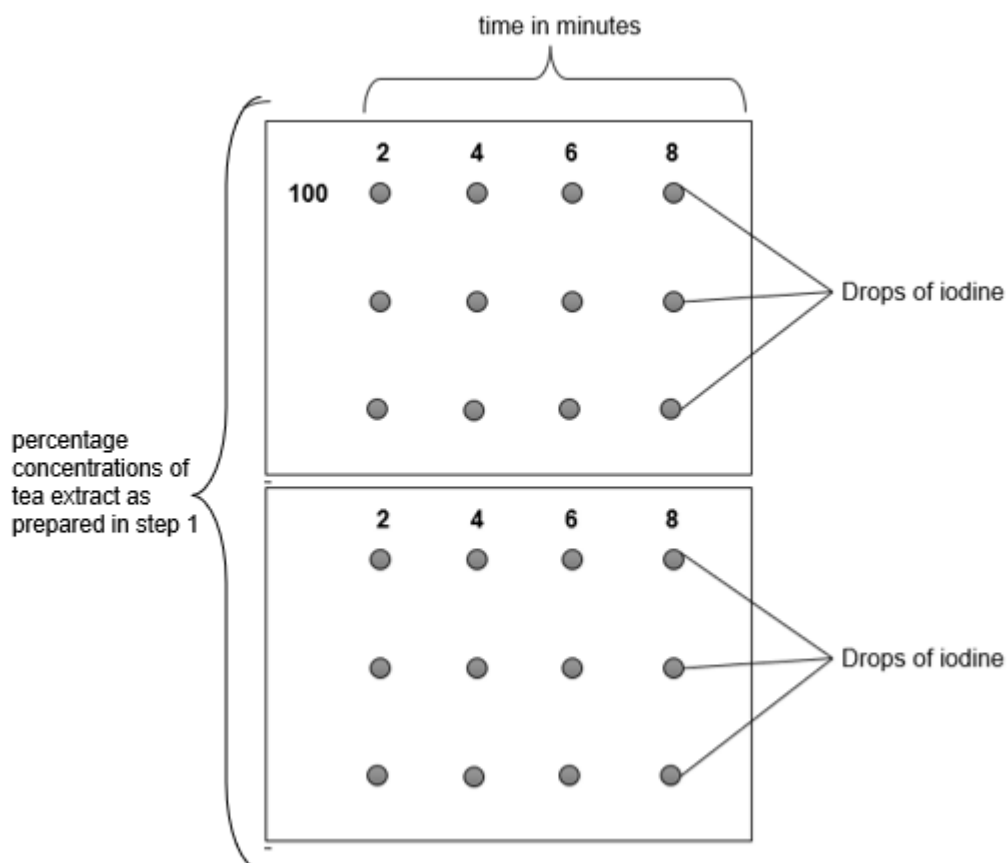 time in minutes
2 4 6 8
100
Drops of iodine
percentage
concentrations of
tea extract as
prepared in step 1
2 4 6 8
Drops of iodine